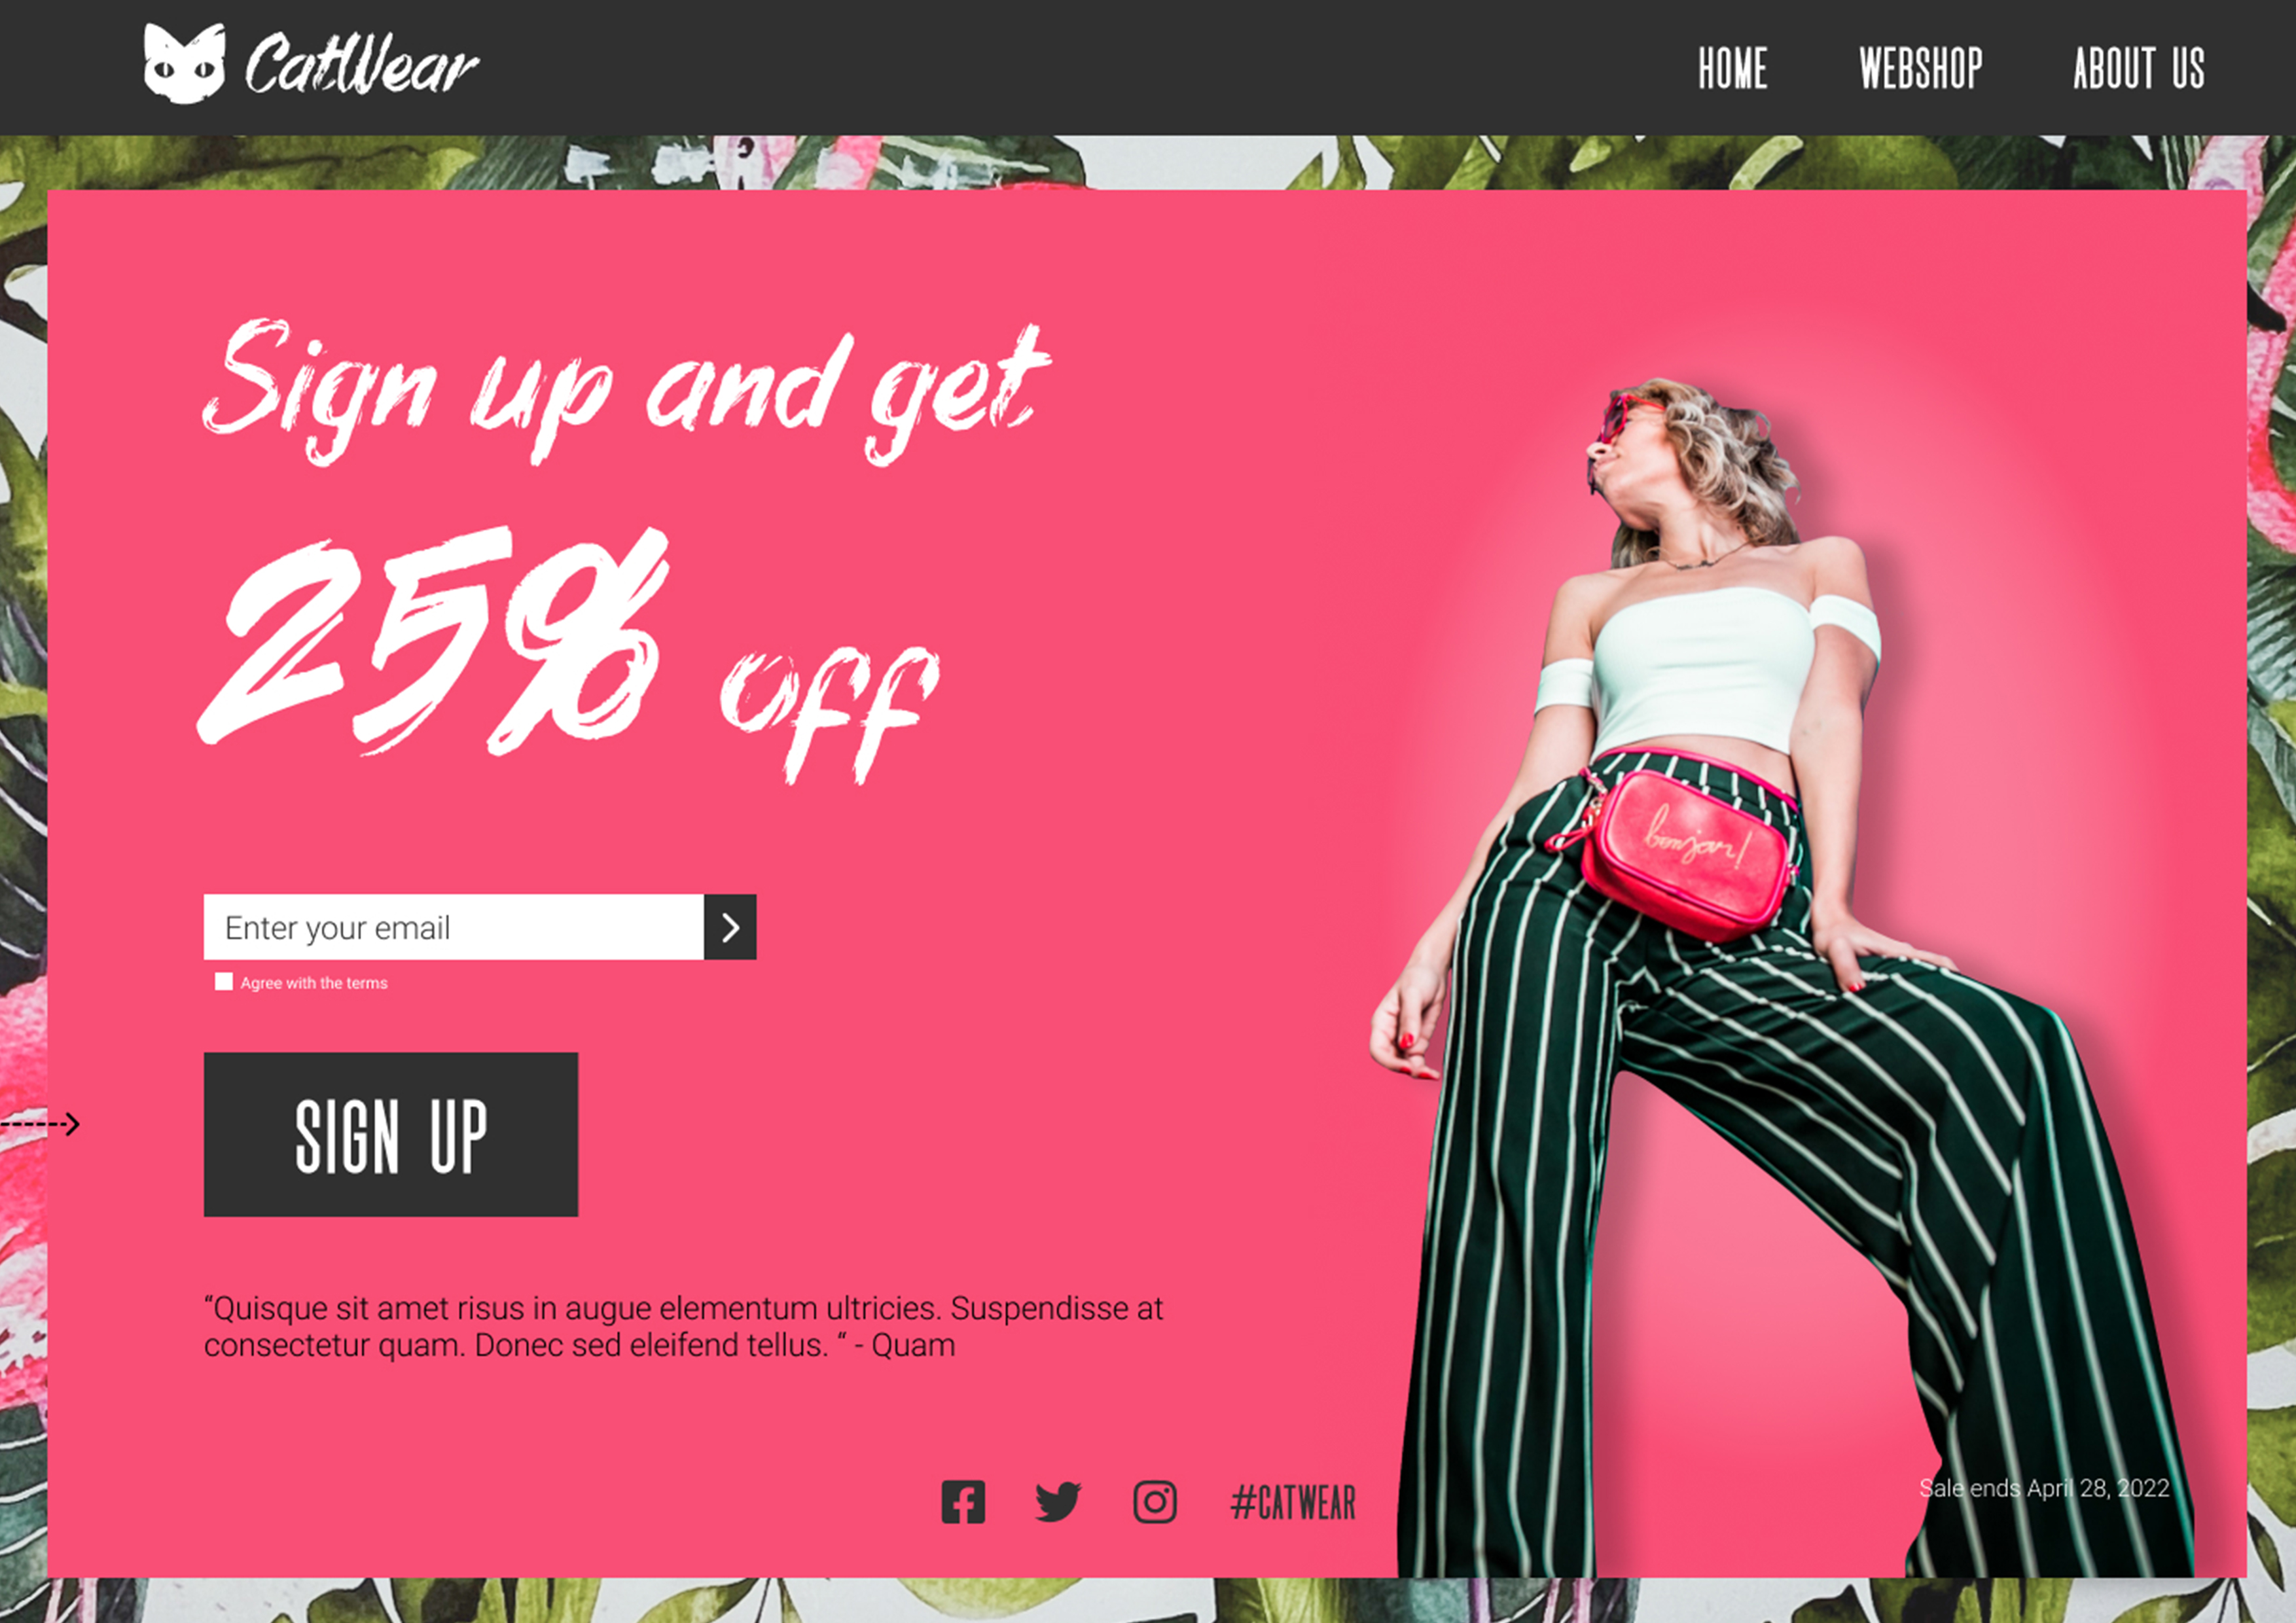 CatWear
HOME WEBSHOP ABOUT US
Sign up and get
25% off
bonjour!
Enter your email
Agree with the terms
SIGN UP
“Quisque sit amet risus in augue elementum ultricies. Suspendisse at
consectetur quam. Donec sed eleifend tellus. “ - Quam
#CATWEAR
Sale ends April 28, 2022